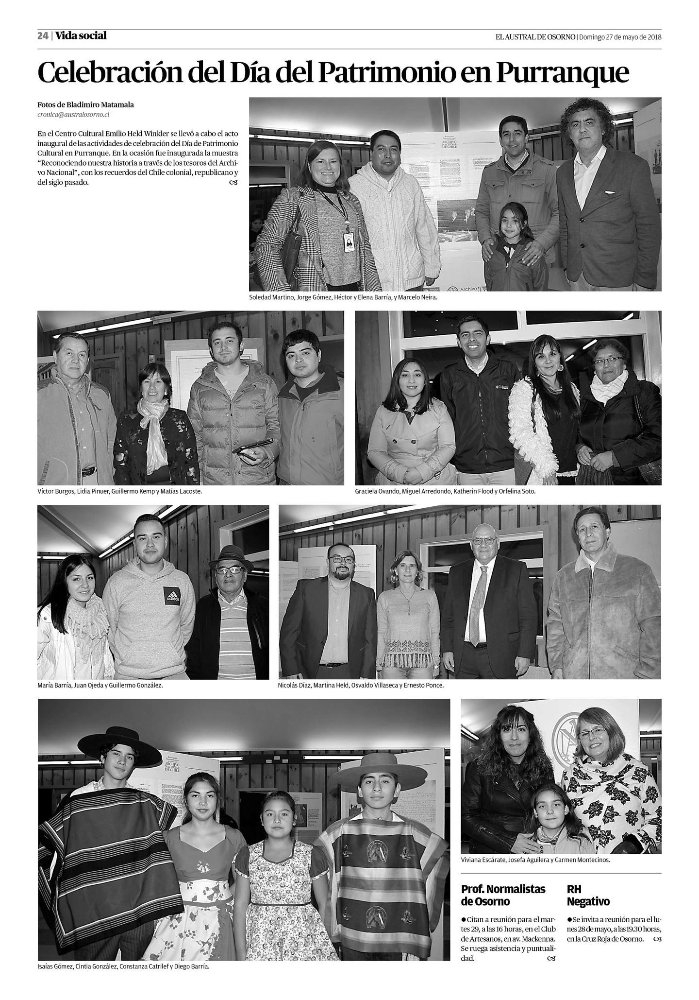 24 | Vida social
EL AUSTRAL DE OSORNO | Domingo 27 de mayo de 2018
Celebración del Día del Patrimonio en Purranque
Fotos de Bladimiro Matamala
cronica@australosorno.cl
En el Centro Cultural Emilio Held Winkler se llevó a cabo el acto
inaugural de las actividades de celebración del Día de Patrimonio
Cultural en Purranque. En la ocasión fue inaugurada la muestra
“Reconociendo nuestra historia a través de los tesoros del Archi-
vo Nacional”, con los recuerdos del Chile colonial, republicano y
del siglo pasado.
ARCHIVO
NACIONAL
DE CHILE
Archivo
Soledad Martino, Jorge Gómez, Héctor y Elena Barría, y Marcelo Neira.
Columbia
Víctor Burgos, Lidia Pinuer, Guillermo Kemp y Matías Lacoste.
Graciela Ovando, Miguel Arredondo, Katherin Flood y Orfelina Soto.
adidas
María Barría, Juan Ojeda y Guillermo González.
Nicolás Díaz, Martina Held, Osvaldo Villaseca y Ernesto Ponce.
ARCHIVO
NACIONAL
DE CHILE
Isaías Gómez, Cintia González, Constanza Catrilef y Diego Barría.
Viviana Escárate, Josefa Aguilera y Carmen Montecinos.
Prof. Normalistas
de Osorno
●Citan a reunión para el mar-
tes 29, a las 16 horas, en el Club
de Artesanos, en av. Mackenna.
Se ruega asistencia y puntuali-
dad.
RH
Negativo
●Se invita a reunión para el lu-
nes 28 de mayo, a las 19.30 horas,
en la Cruz Roja de Osorno.